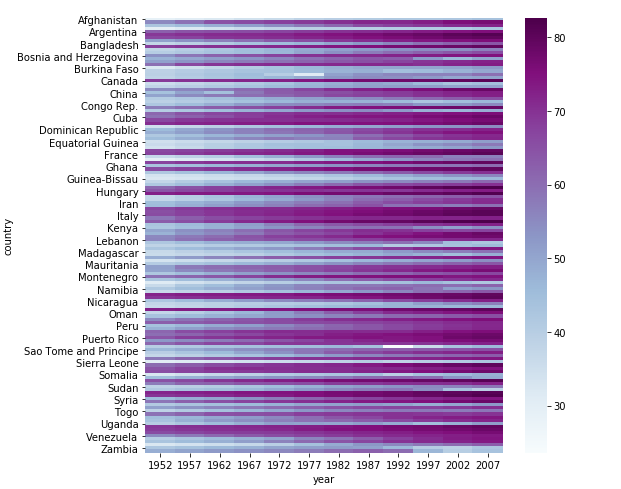 Afghanistan
Argentina
Bangladesh
Bosnia and Herzegovina
Burkina Faso
Canada
China
Congo Rep.
Cuba
Dominican Republic
Equatorial Guinea
France
Ghana
Guinea-Bissau
Hungary
Iran
Italy
Kenya
Lebanon
Madagascar
Mauritania
Montenegro
Namibia
Nicaragua
Oman
Peru
Puerto Rico
Sao Tome and Principe
Sierra Leone
Somalia
Sudan
Syria
Togo
Uganda
Venezuela
Zambia
country
1952 1957 1962 1967 1972 1977 1982 1987 1992 1997 2002 2007
year
80
70
60
50
40
30